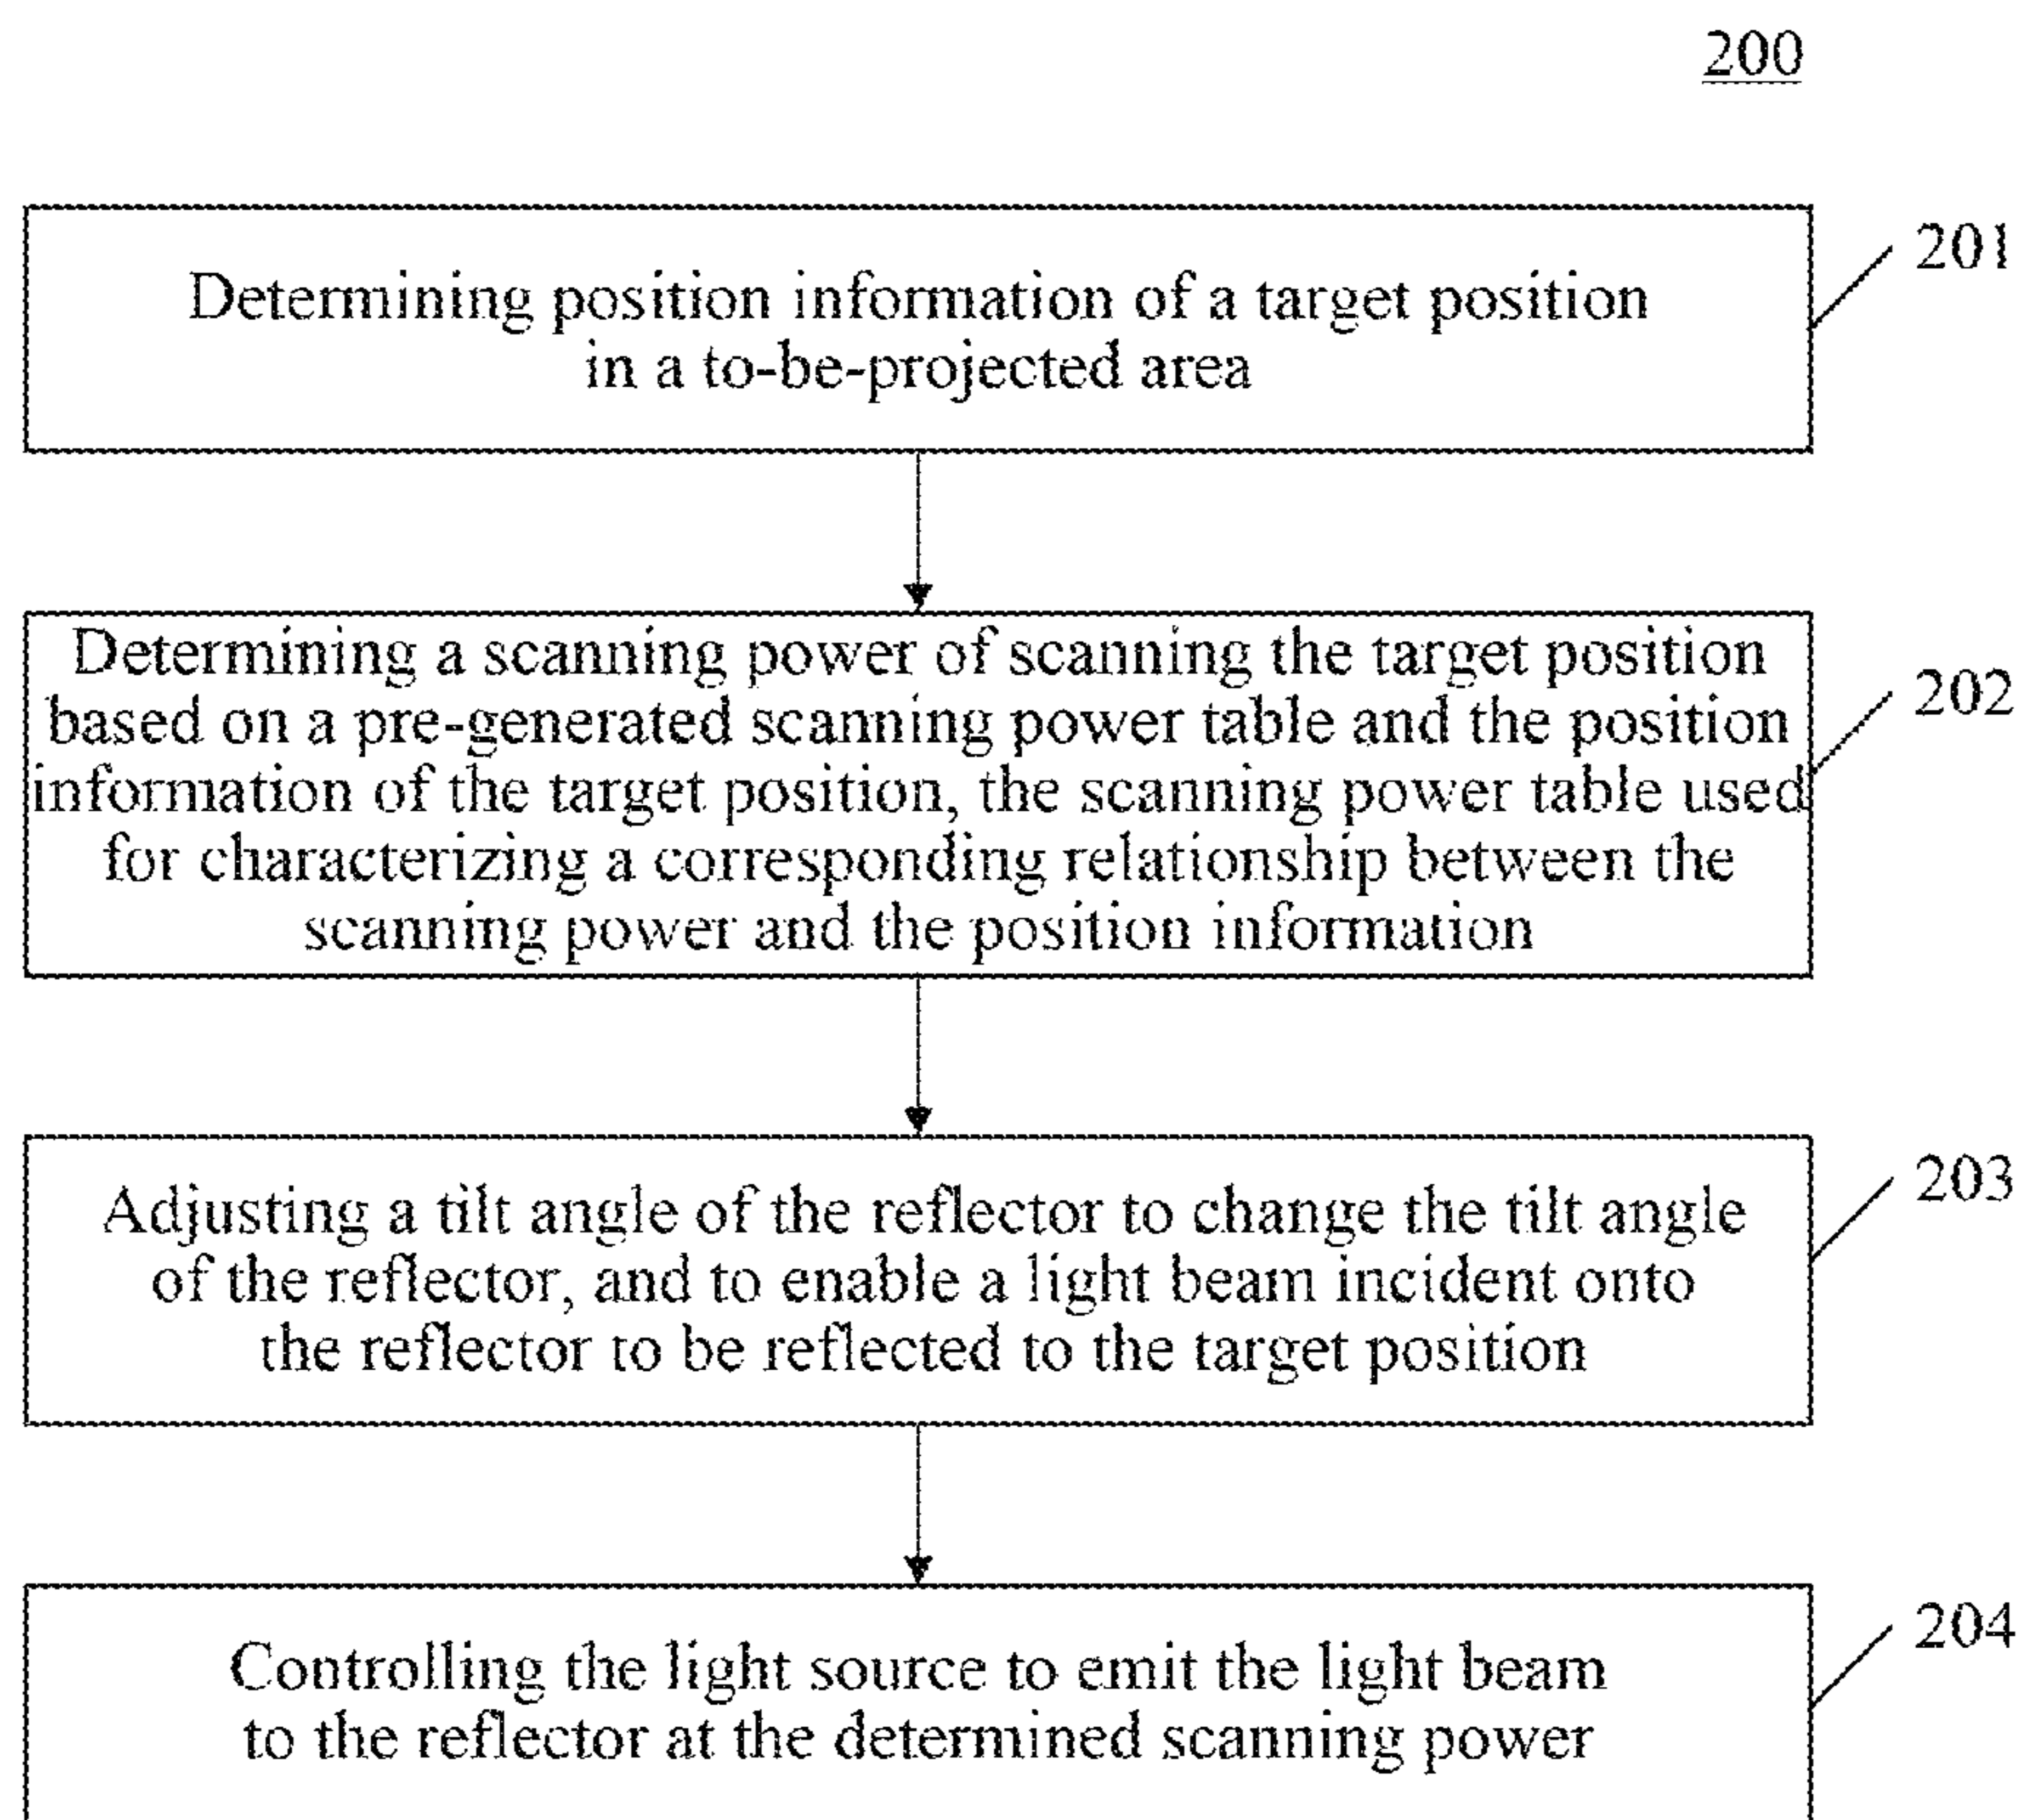 200
Determining position information of a target position
in a to-be-projected area
201
Determining a scanning power of scanning the target position
based on a pre-generated scanning power table and the position
information of the target position, the scanning power table used
for characterizing a corresponding relationship between the
scanning power and the position information
202
Adjusting a tilt angle of the reflector to change the tilt angle
of the reflector, and to enable a light beam incident onto
the reflector to be reflected to the target position
203
Controlling the light source to emit the light beam
to the reflector at the determined scanning power
204